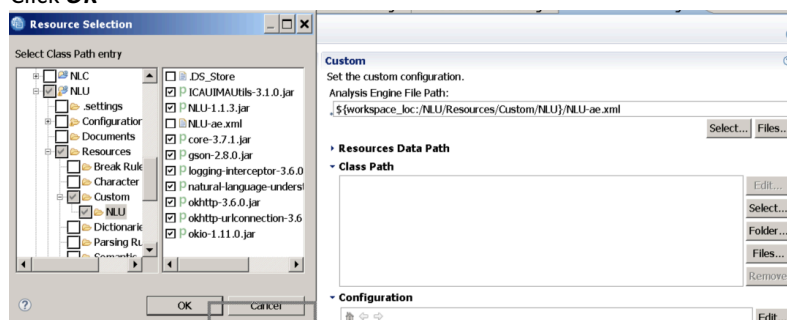 Click OK
Resource Selection
Select Class Path entry
NLC
NLU
.settings
Configuration
Documents
Resources
Break Rule
Character
Custom
NLU
Dictionarie
Parsing Ru
.DS_Store
ICAUIMAUtils-3.1.0.jar
NLU-1.1.3.jar
NLU-ae.xml
core-3.7.1.jar
gson-2.8.0.jar
logging-interceptor-3.6.0
natural-language-underst
okhttp-3.6.0.jar
okhttp-urlconnection-3.6
okio-1.11.0.jar
OK
Cancel
Custom
Set the custom configuration.
Analysis Engine File Path:
${workspace_loc:/NLU/Resources/Custom/NLU}/NLU-ae.xml
Select... Files...
Resources Data Path
Class Path
Edit...
Select...
Folder...
Files...
Remove
Configuration
Edit